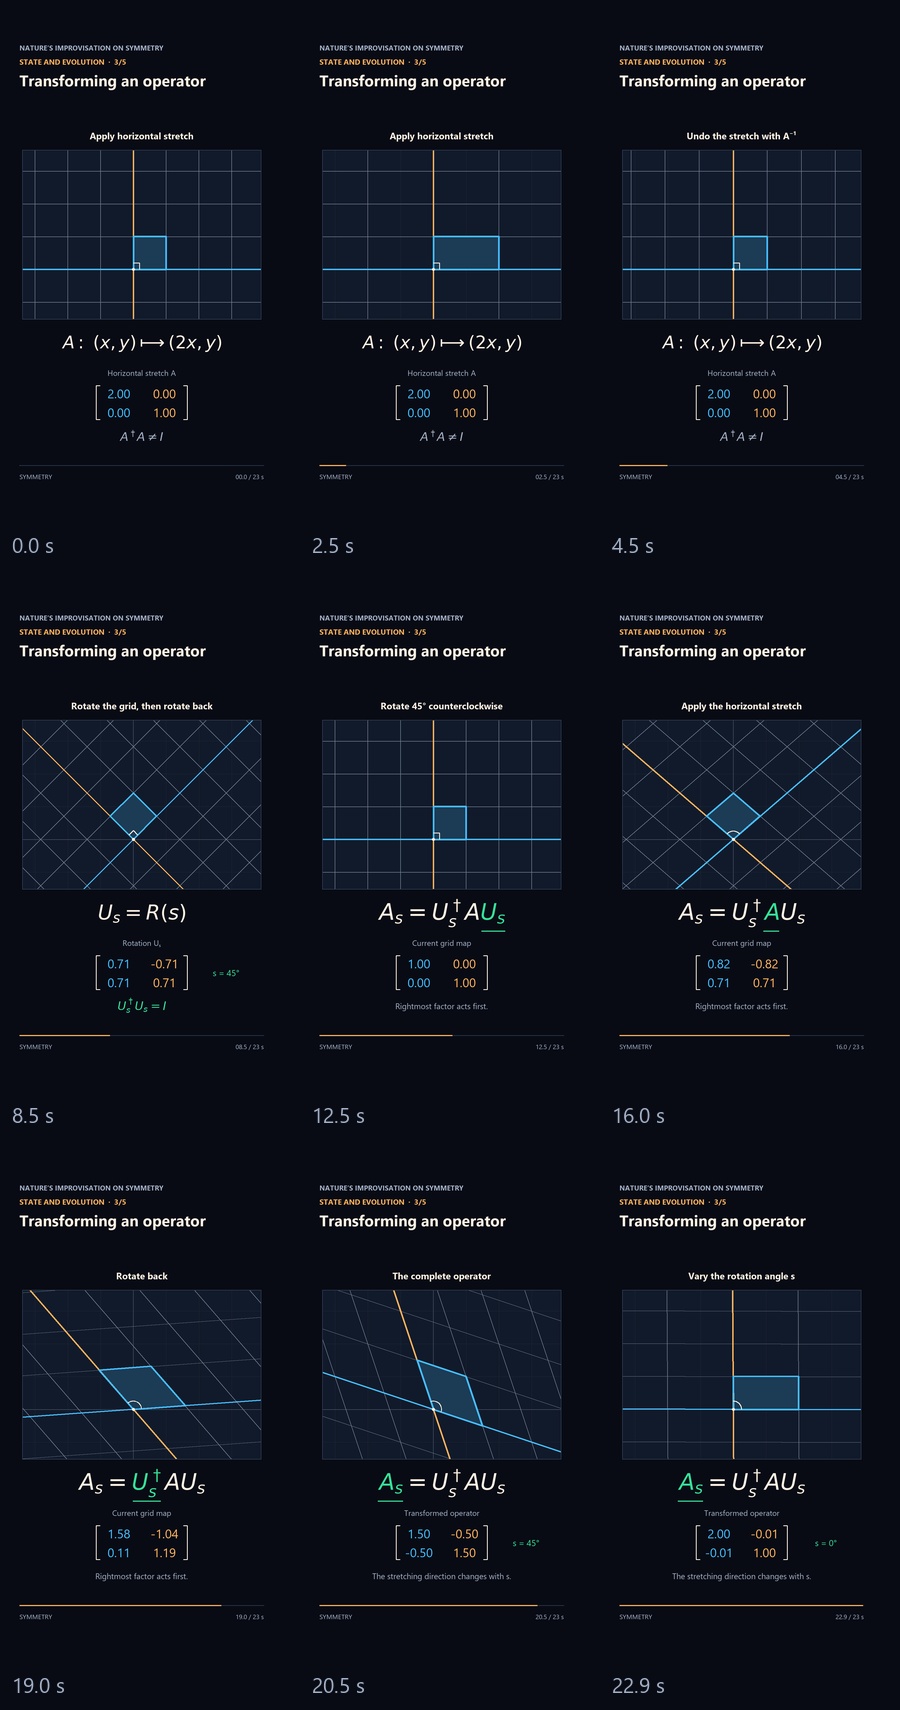 NATURE'S IMPROVISATION ON SYMMETRY
STATE AND EVOLUTION · 3/5
Transforming an operator
Apply horizontal stretch
A : (x, y) ⟼ (2x, y)
Horizontal stretch A
2.00 0.00
0.00 1.00
A†A ≠ I
SYMMETRY 00.0 / 23 s
0.0 s
NATURE'S IMPROVISATION ON SYMMETRY
STATE AND EVOLUTION · 3/5
Transforming an operator
Apply horizontal stretch
A : (x, y) ⟼ (2x, y)
Horizontal stretch A
2.00 0.00
0.00 1.00
A†A ≠ I
SYMMETRY 02.5 / 23 s
2.5 s
NATURE'S IMPROVISATION ON SYMMETRY
STATE AND EVOLUTION · 3/5
Transforming an operator
Undo the stretch with A⁻¹
A : (x, y) ⟼ (2x, y)
Horizontal stretch A
2.00 0.00
0.00 1.00
A†A ≠ I
SYMMETRY 04.5 / 23 s
4.5 s
NATURE'S IMPROVISATION ON SYMMETRY
STATE AND EVOLUTION · 3/5
Transforming an operator
Rotate the grid, then rotate back
Uₛ = R(s)
Rotation Uₛ
0.71 -0.71
0.71 0.71
s = 45°
Uₛ†Uₛ = I
SYMMETRY 08.5 / 23 s
8.5 s
NATURE'S IMPROVISATION ON SYMMETRY
STATE AND EVOLUTION · 3/5
Transforming an operator
Rotate 45° counterclockwise
Aₛ = Uₛ†AUₛ
Current grid map
1.00 0.00
0.00 1.00
Rightmost factor acts first.
SYMMETRY 12.5 / 23 s
12.5 s
NATURE'S IMPROVISATION ON SYMMETRY
STATE AND EVOLUTION · 3/5
Transforming an operator
Apply the horizontal stretch
Aₛ = Uₛ†AUₛ
Current grid map
0.82 -0.82
0.71 0.71
Rightmost factor acts first.
SYMMETRY 16.0 / 23 s
16.0 s
NATURE'S IMPROVISATION ON SYMMETRY
STATE AND EVOLUTION · 3/5
Transforming an operator
Rotate back
Aₛ = Uₛ†AUₛ
Current grid map
1.58 -1.04
0.11 1.19
Rightmost factor acts first.
SYMMETRY 19.0 / 23 s
19.0 s
NATURE'S IMPROVISATION ON SYMMETRY
STATE AND EVOLUTION · 3/5
Transforming an operator
The complete operator
Aₛ = Uₛ†AUₛ
Transformed operator
1.50 -0.50
-0.50 1.50
s = 45°
The stretching direction changes with s.
SYMMETRY 20.5 / 23 s
20.5 s
NATURE'S IMPROVISATION ON SYMMETRY
STATE AND EVOLUTION · 3/5
Transforming an operator
Vary the rotation angle s
Aₛ = Uₛ†AUₛ
Transformed operator
2.00 -0.01
-0.01 1.00
s = 0°
The stretching direction changes with s.
SYMMETRY 22.9 / 23 s
22.9 s